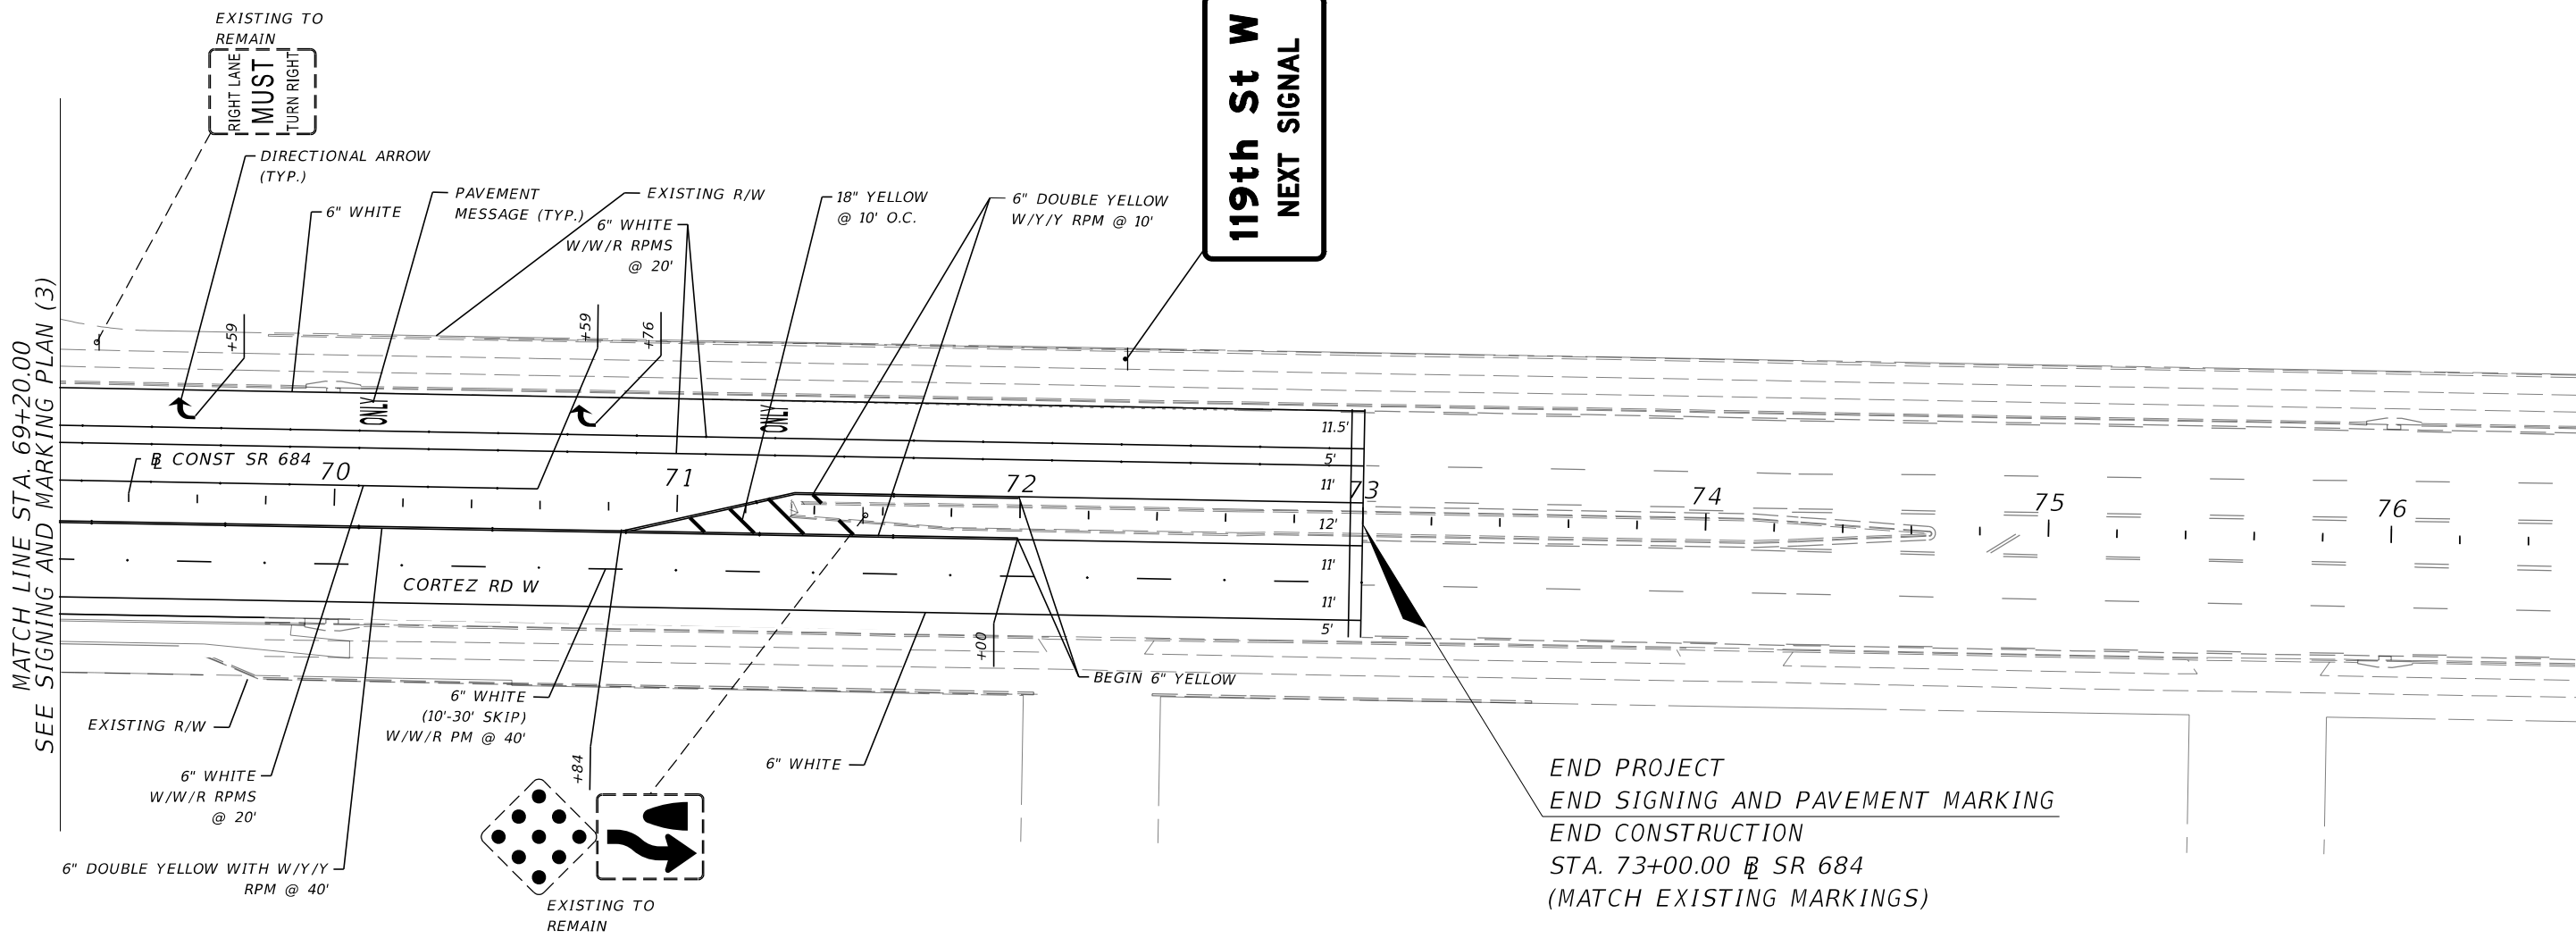 EXISTING TO
REMAIN
RIGHT LANE
MUST
TURN RIGHT
119th St W
NEXT SIGNAL
DIRECTIONAL ARROW
(TYP.)
6" WHITE
PAVEMENT
MESSAGE (TYP.)
EXISTING R/W
6" WHITE
W/W/R RPMS
@ 20'
18" YELLOW
@ 10' O.C.
6" DOUBLE YELLOW
W/Y/Y RPM @ 10'
MATCH LINE STA. 69+20.00
SEE SIGNING AND MARKING PLAN (3)
+59
+59
+76
ONLY
ONLY
BL CONST SR 684
70
71
72
73
74
75
76
11.5'
5'
11'
12'
11'
11'
5'
CORTEZ RD W
+00
BEGIN 6" YELLOW
EXISTING R/W
6" WHITE
(10'-30' SKIP)
W/W/R PM @ 40'
+84
6" WHITE
6" WHITE
W/W/R RPMS
@ 20'
6" DOUBLE YELLOW WITH W/Y/Y
RPM @ 40'
EXISTING TO
REMAIN
END PROJECT
END SIGNING AND PAVEMENT MARKING
END CONSTRUCTION
STA. 73+00.00 BL SR 684
(MATCH EXISTING MARKINGS)